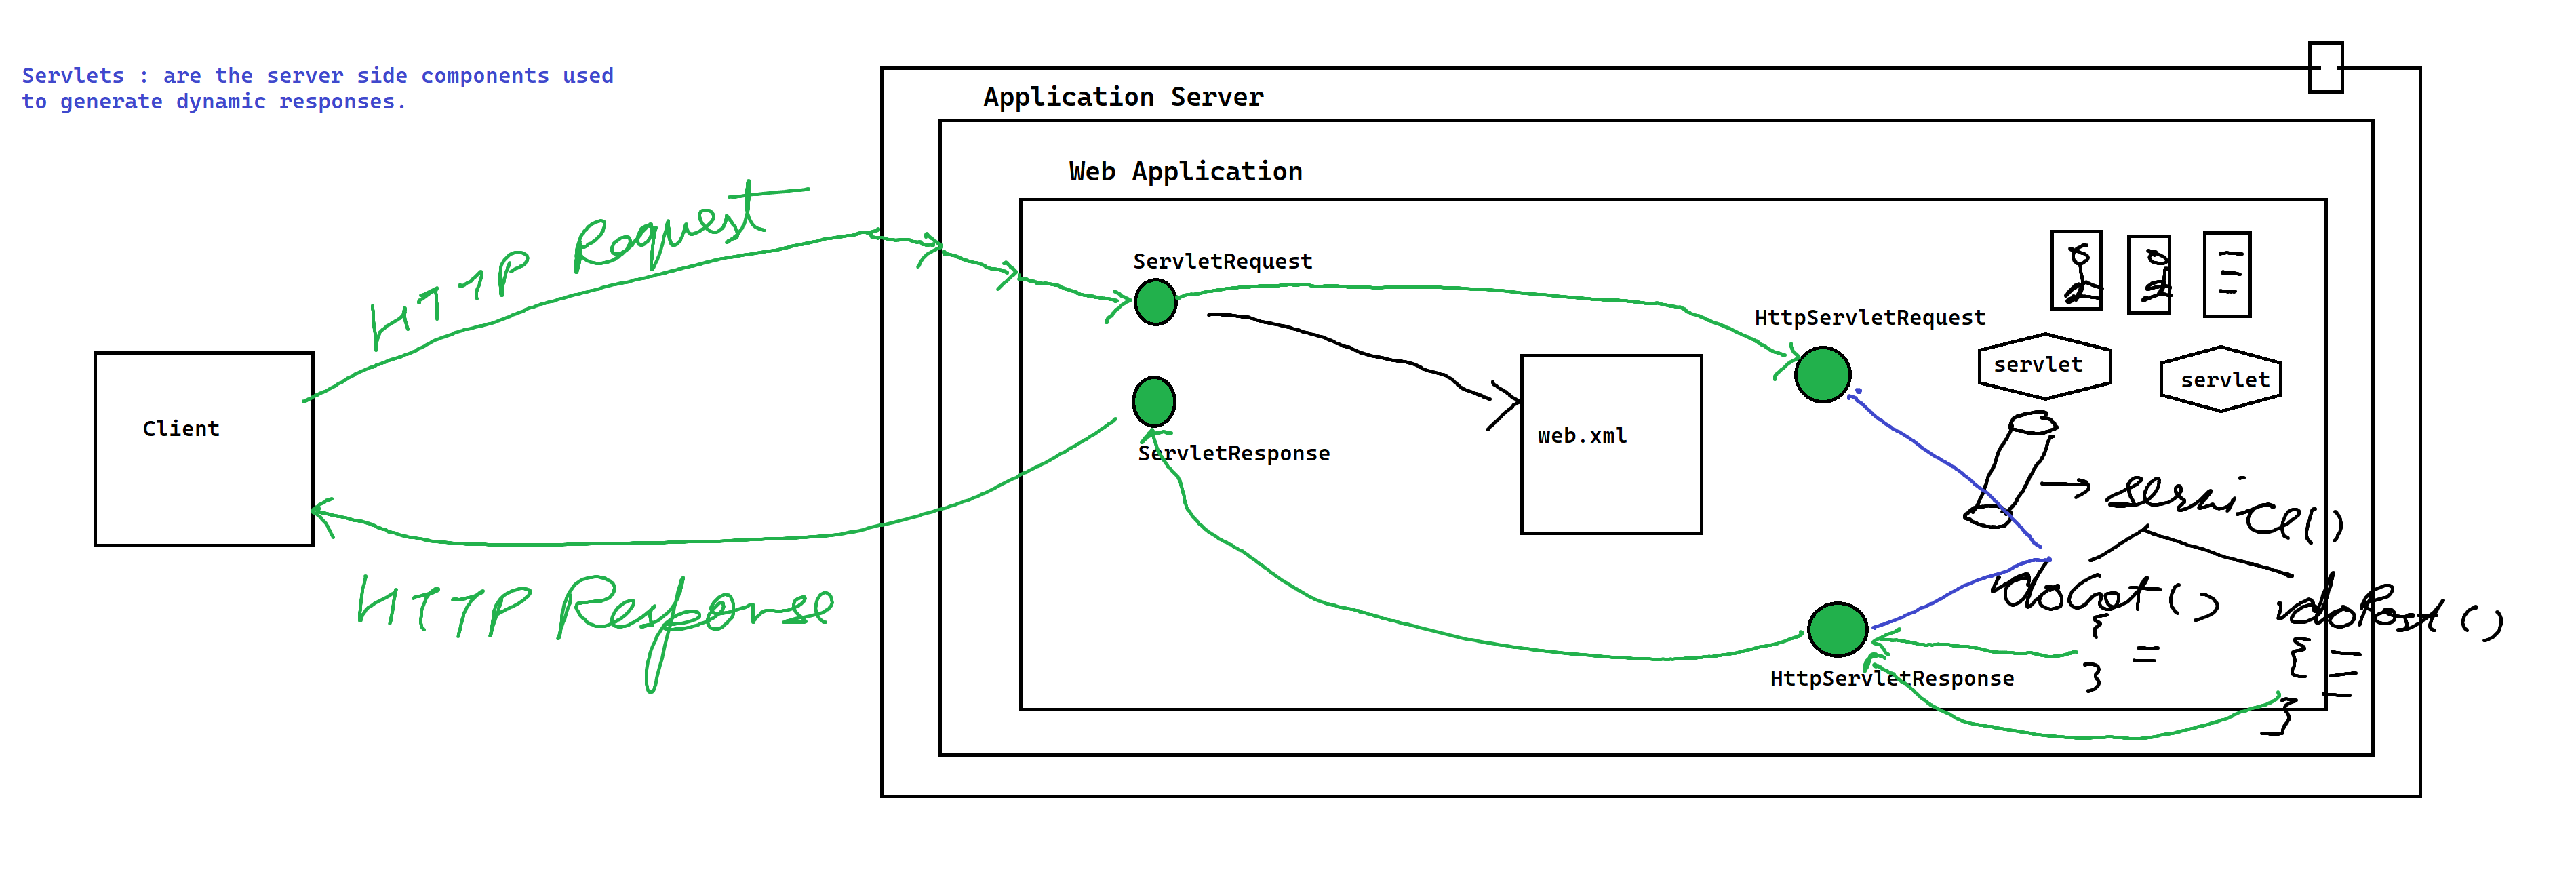 Servlets : are the server side components used
to generate dynamic responses.
Application Server
Web Application
HTTP Request
ServletRequest
HttpServletRequest
servlet
servlet
Client
web.xml
ServletResponse
service()
doGet()
{
=
}
doPost()
{
}
HTTP Response
HttpServletResponse